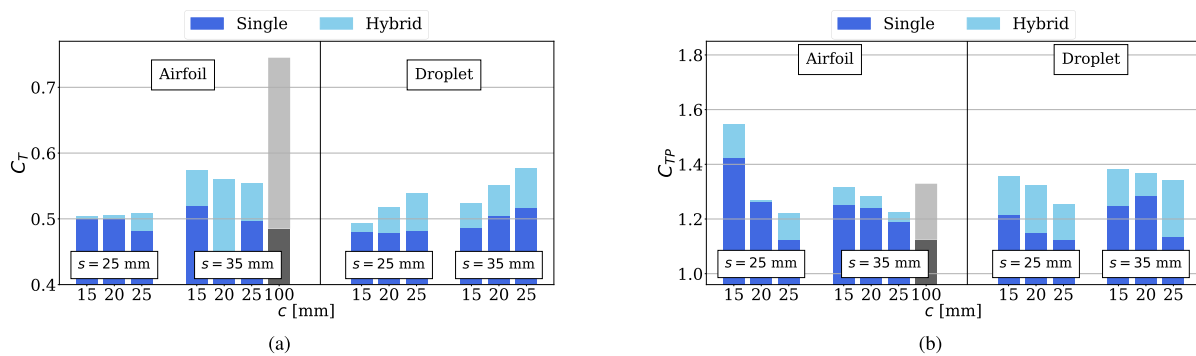 Single Hybrid
Airfoil Droplet
0.7
0.6
0.5
0.4
C_T
s = 25 mm s = 35 mm s = 25 mm s = 35 mm
15 20 25 15 20 25 100 15 20 25 15 20 25
c [mm]
(a)
Single Hybrid
Airfoil Droplet
1.8
1.6
1.4
1.2
1.0
C_TP
s = 25 mm s = 35 mm s = 25 mm s = 35 mm
15 20 25 15 20 25 100 15 20 25 15 20 25
c [mm]
(b)